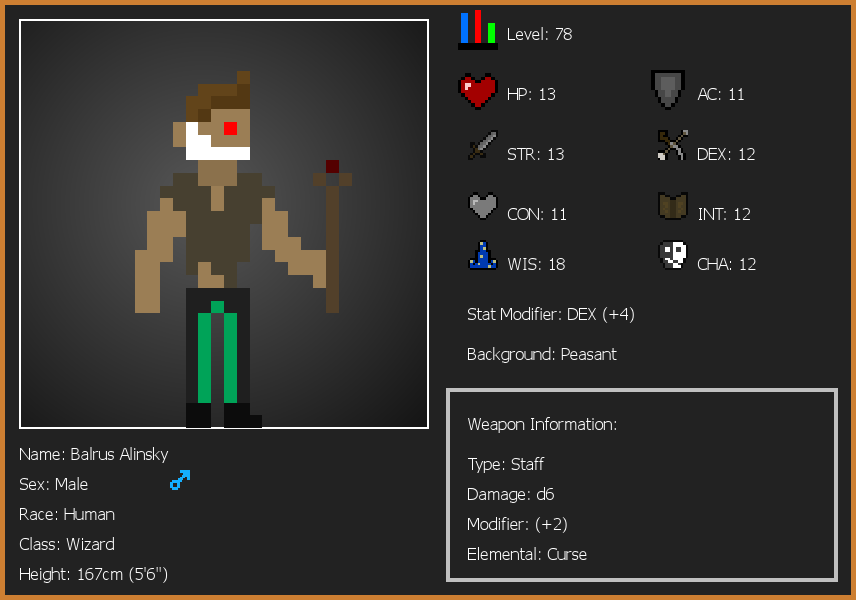 Level: 78
HP: 13
AC: 11
STR: 13
DEX: 12
CON: 11
INT: 12
WIS: 18
CHA: 12
Stat Modifier: DEX (+4)
Background: Peasant
Weapon Information:
Type: Staff
Damage: d6
Modifier: (+2)
Elemental: Curse
Name: Balrus Alinsky
Sex: Male
Race: Human
Class: Wizard
Height: 167cm (5'6")